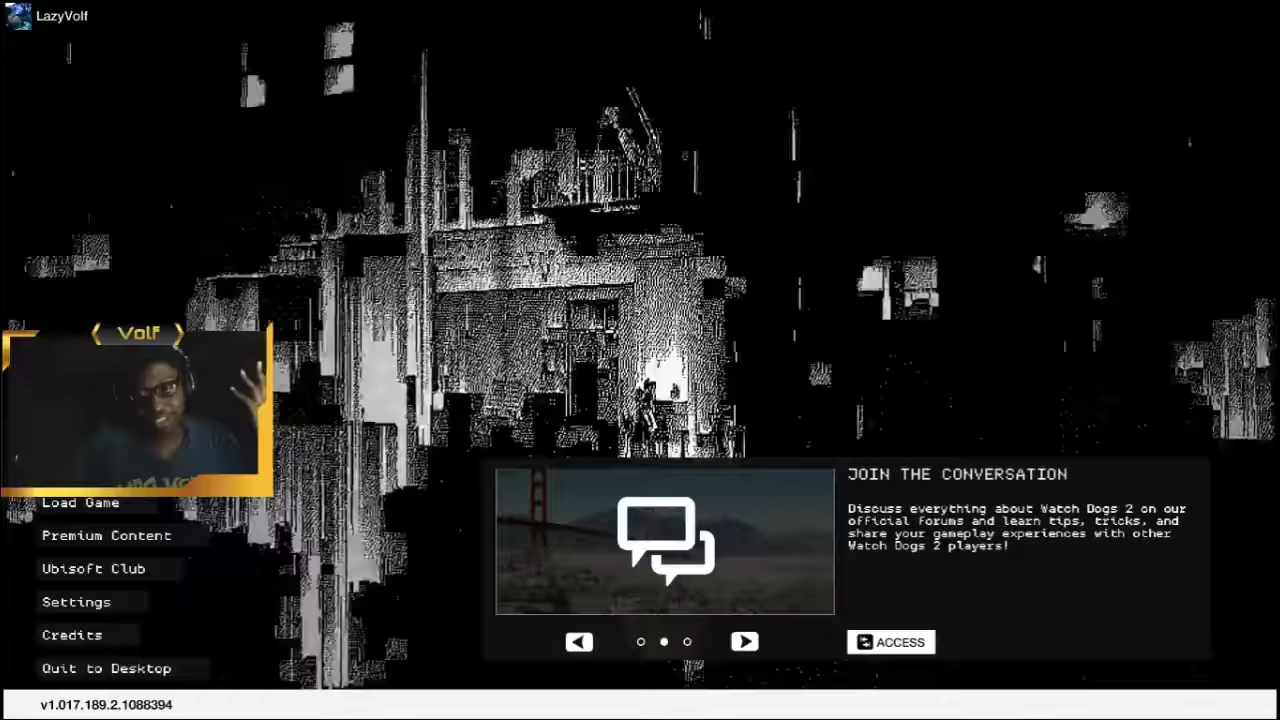 LazyVolf
Volf
Load Game
Premium Content
Ubisoft Club
Settings
Credits
Quit to Desktop
JOIN THE CONVERSATION
Discuss everything about Watch Dogs 2 on our
official forums and learn tips, tricks, and
share your gameplay experiences with other
Watch Dogs 2 players!
ACCESS
v1.017.189.2.1088394